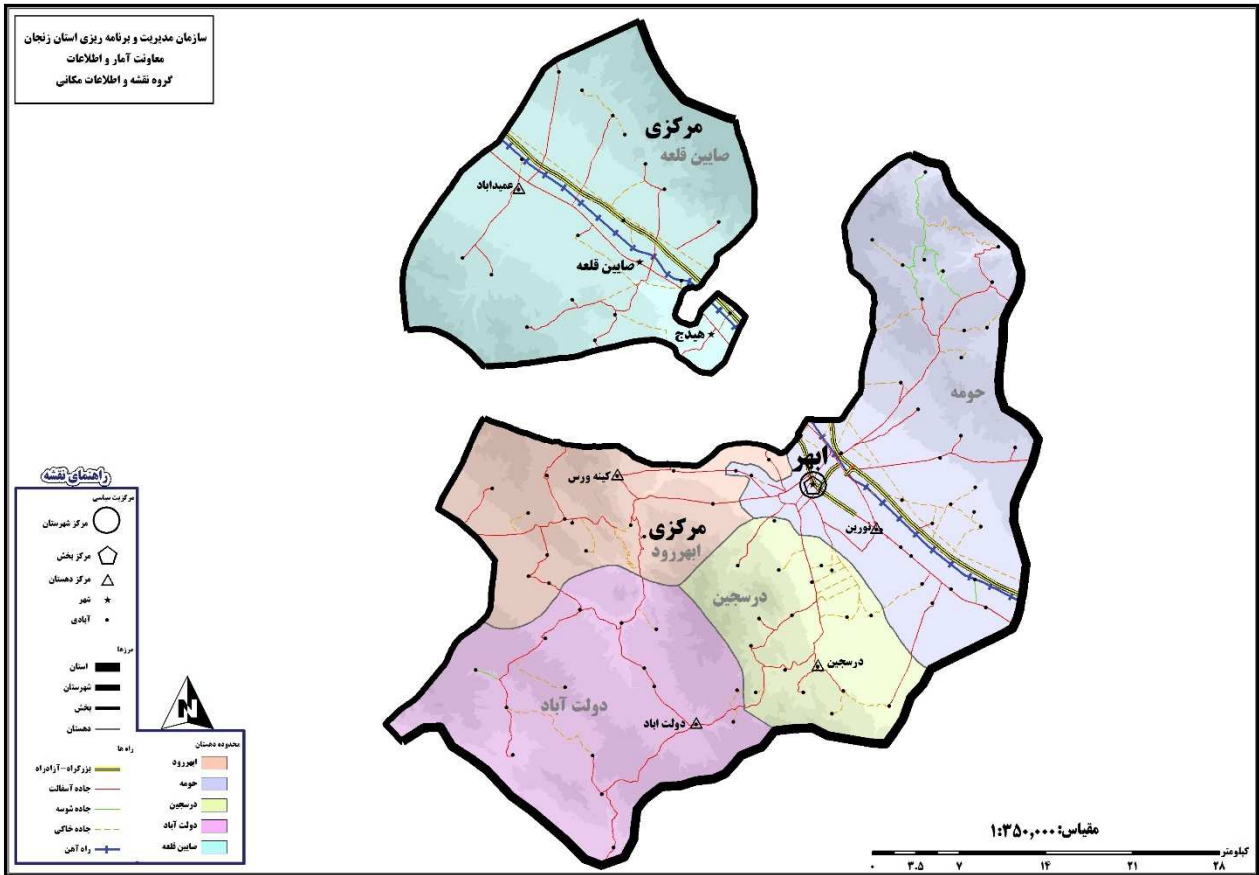 سازمان مدیریت و برنامه ریزی استان زنجان
معاونت آمار و اطلاعات
گروه نقشه و اطلاعات مکانی
مرکزی
صایین قلعه
عمیداباد
صایین قلعه
هیدج
حومه
ابهر
کینه ورس
نورین
مرکزی
ابهررود
درسجین
درسجین
دولت آباد
دولت اباد
راهنمای نقشه
مرکزیت سیاسی
مرکز شهرستان
مرکز بخش
مرکز دهستان
شهر
آبادی
مرزها
استان
شهرستان
بخش
دهستان
راه ها
بزرگراه-آزادراه
جاده آسفالت
جاده شوسه
جاده خاکی
راه آهن
N
محدوده دهستان
ابهررود
حومه
درسجین
دولت آباد
صایین قلعه
مقیاس: ۱:۳۵۰,۰۰۰
کیلومتر
۰ ۳.۵ ۷ ۱۴ ۲۱ ۲۸